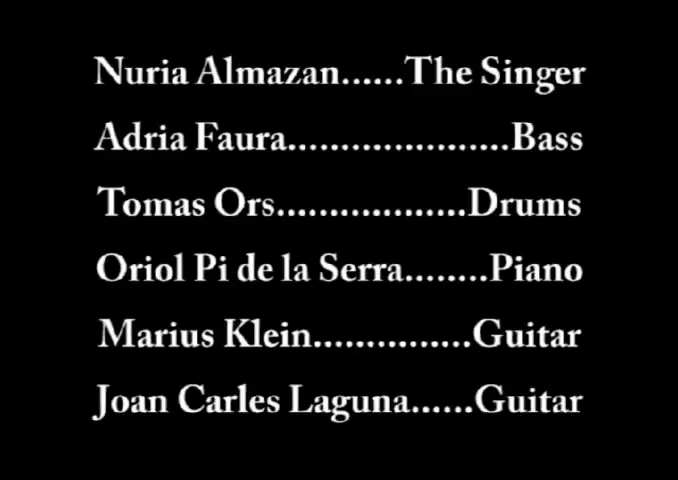 Nuria Almazan......The Singer
Adria Faura.....................Bass
Tomas Ors..................Drums
Oriol Pi de la Serra........Piano
Marius Klein...............Guitar
Joan Carles Laguna......Guitar